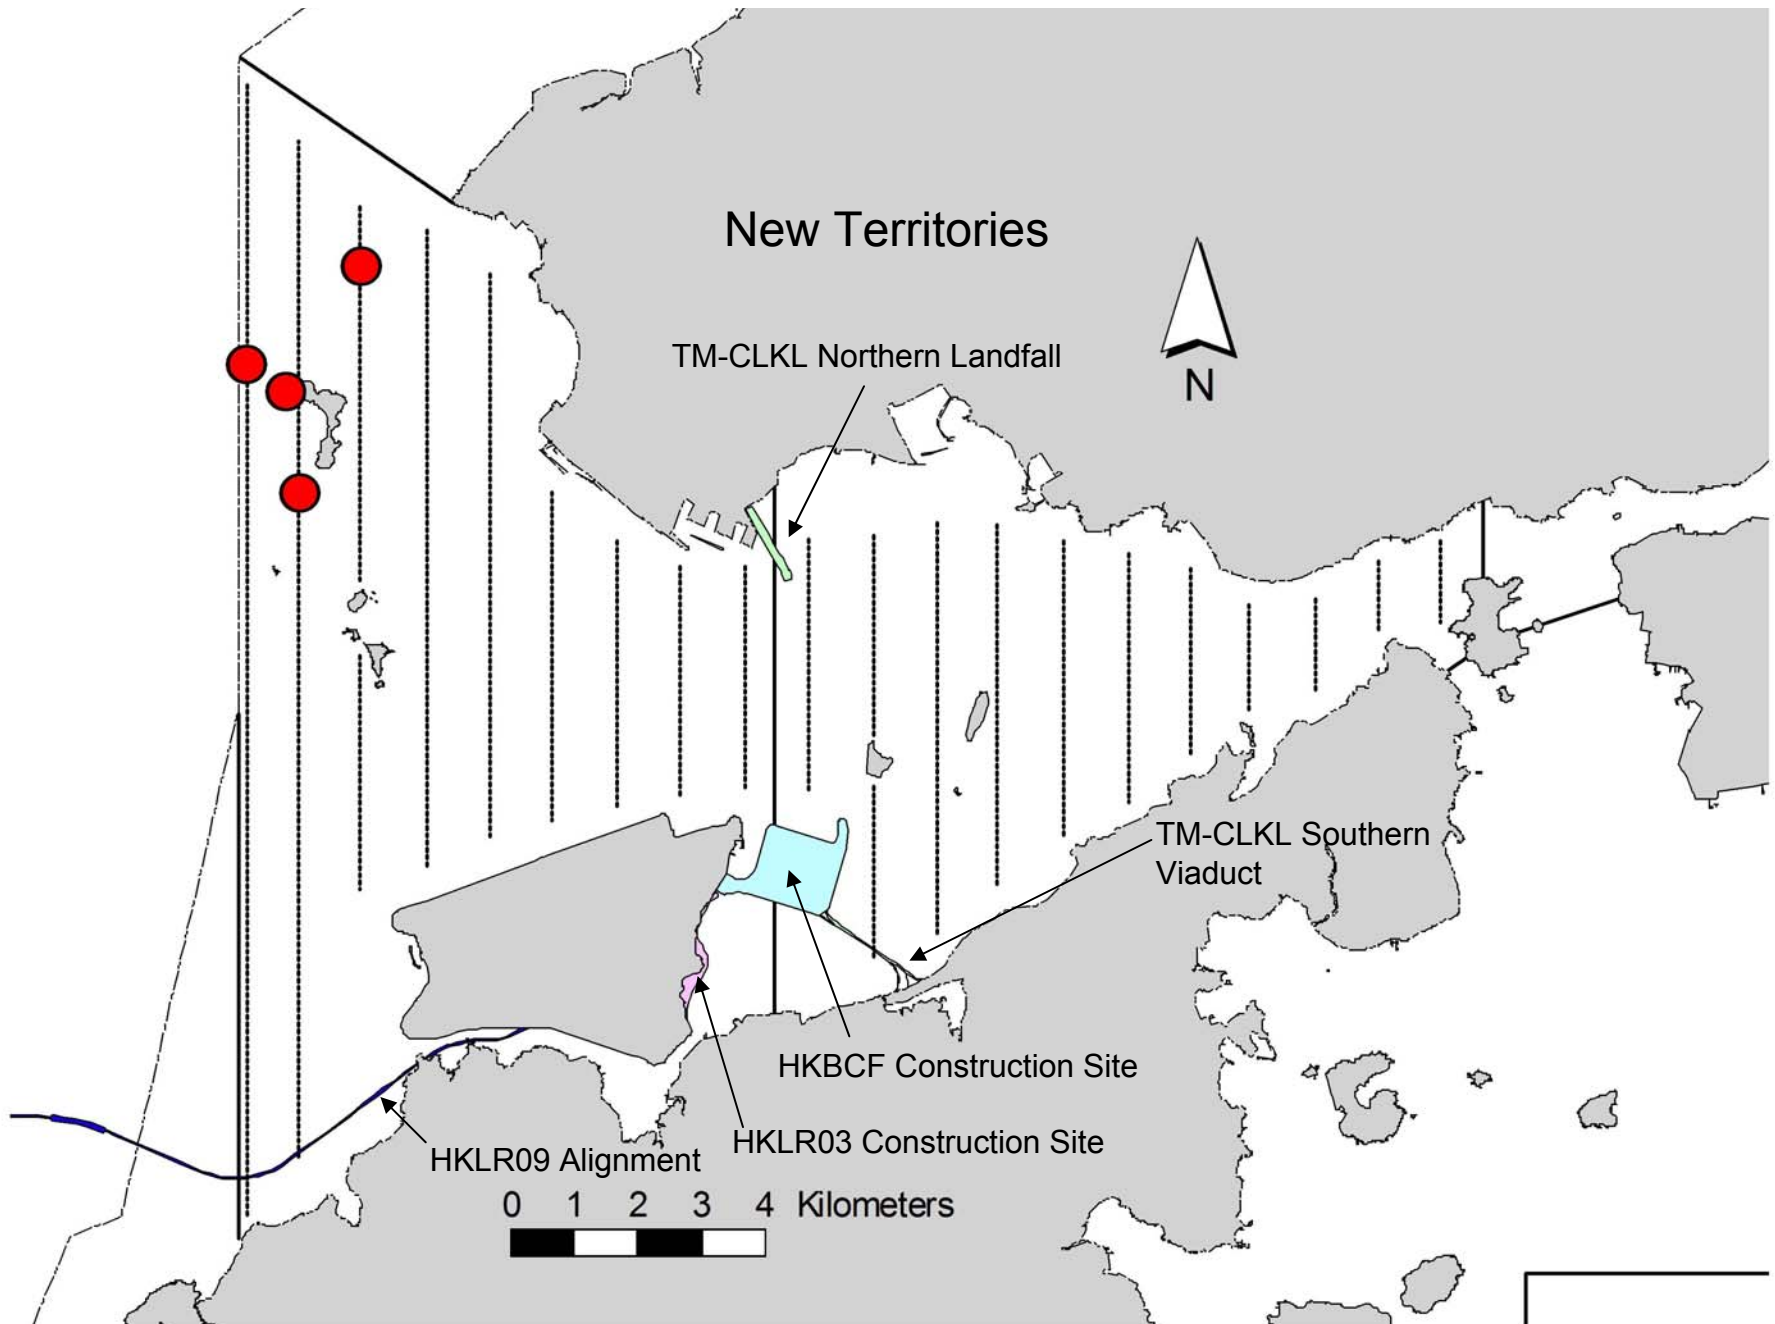 New Territories
TM-CLKL Northern Landfall
N
TM-CLKL Southern
Viaduct
HKBCF Construction Site
HKLR03 Construction Site
HKLR09 Alignment
0 1 2 3 4 Kilometers